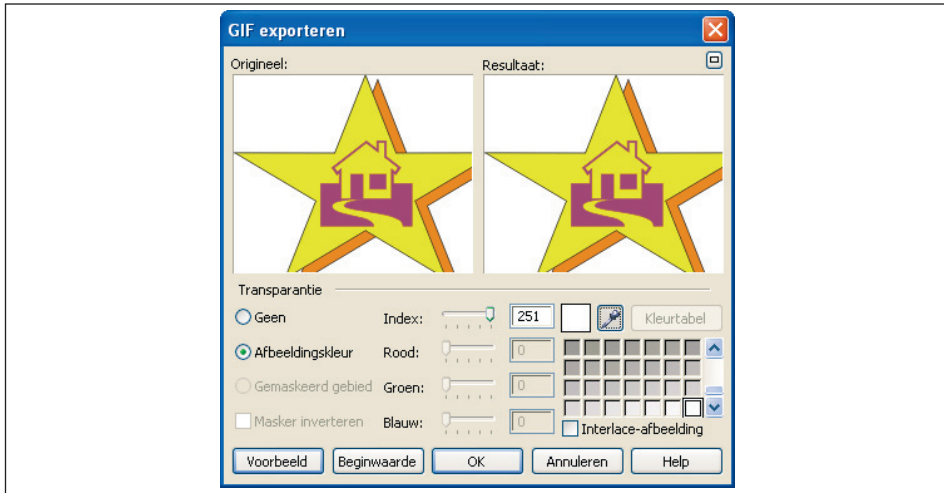 GIF exporteren
Origineel: Resultaat:
Transparantie
Geen Index: 251 Kleurtabel
Afbeeldingskleur Rood: 0
Gemaskeerd gebied Groen: 0
Masker inverteren Blauw: 0
Interlace-afbeelding
Voorbeeld Beginwaarde OK Annuleren Help